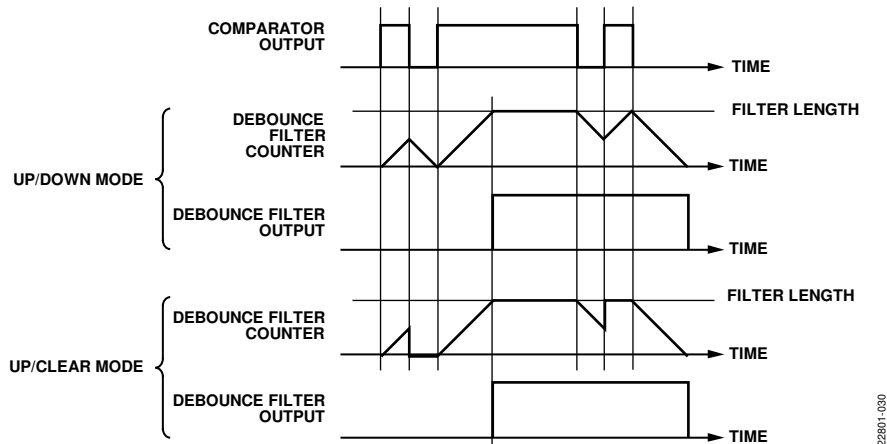 COMPARATOR
OUTPUT
TIME
FILTER LENGTH
DEBOUNCE
FILTER
COUNTER
TIME
UP/DOWN MODE
DEBOUNCE FILTER
OUTPUT
TIME
FILTER LENGTH
DEBOUNCE FILTER
COUNTER
TIME
UP/CLEAR MODE
DEBOUNCE FILTER
OUTPUT
TIME
22801-030